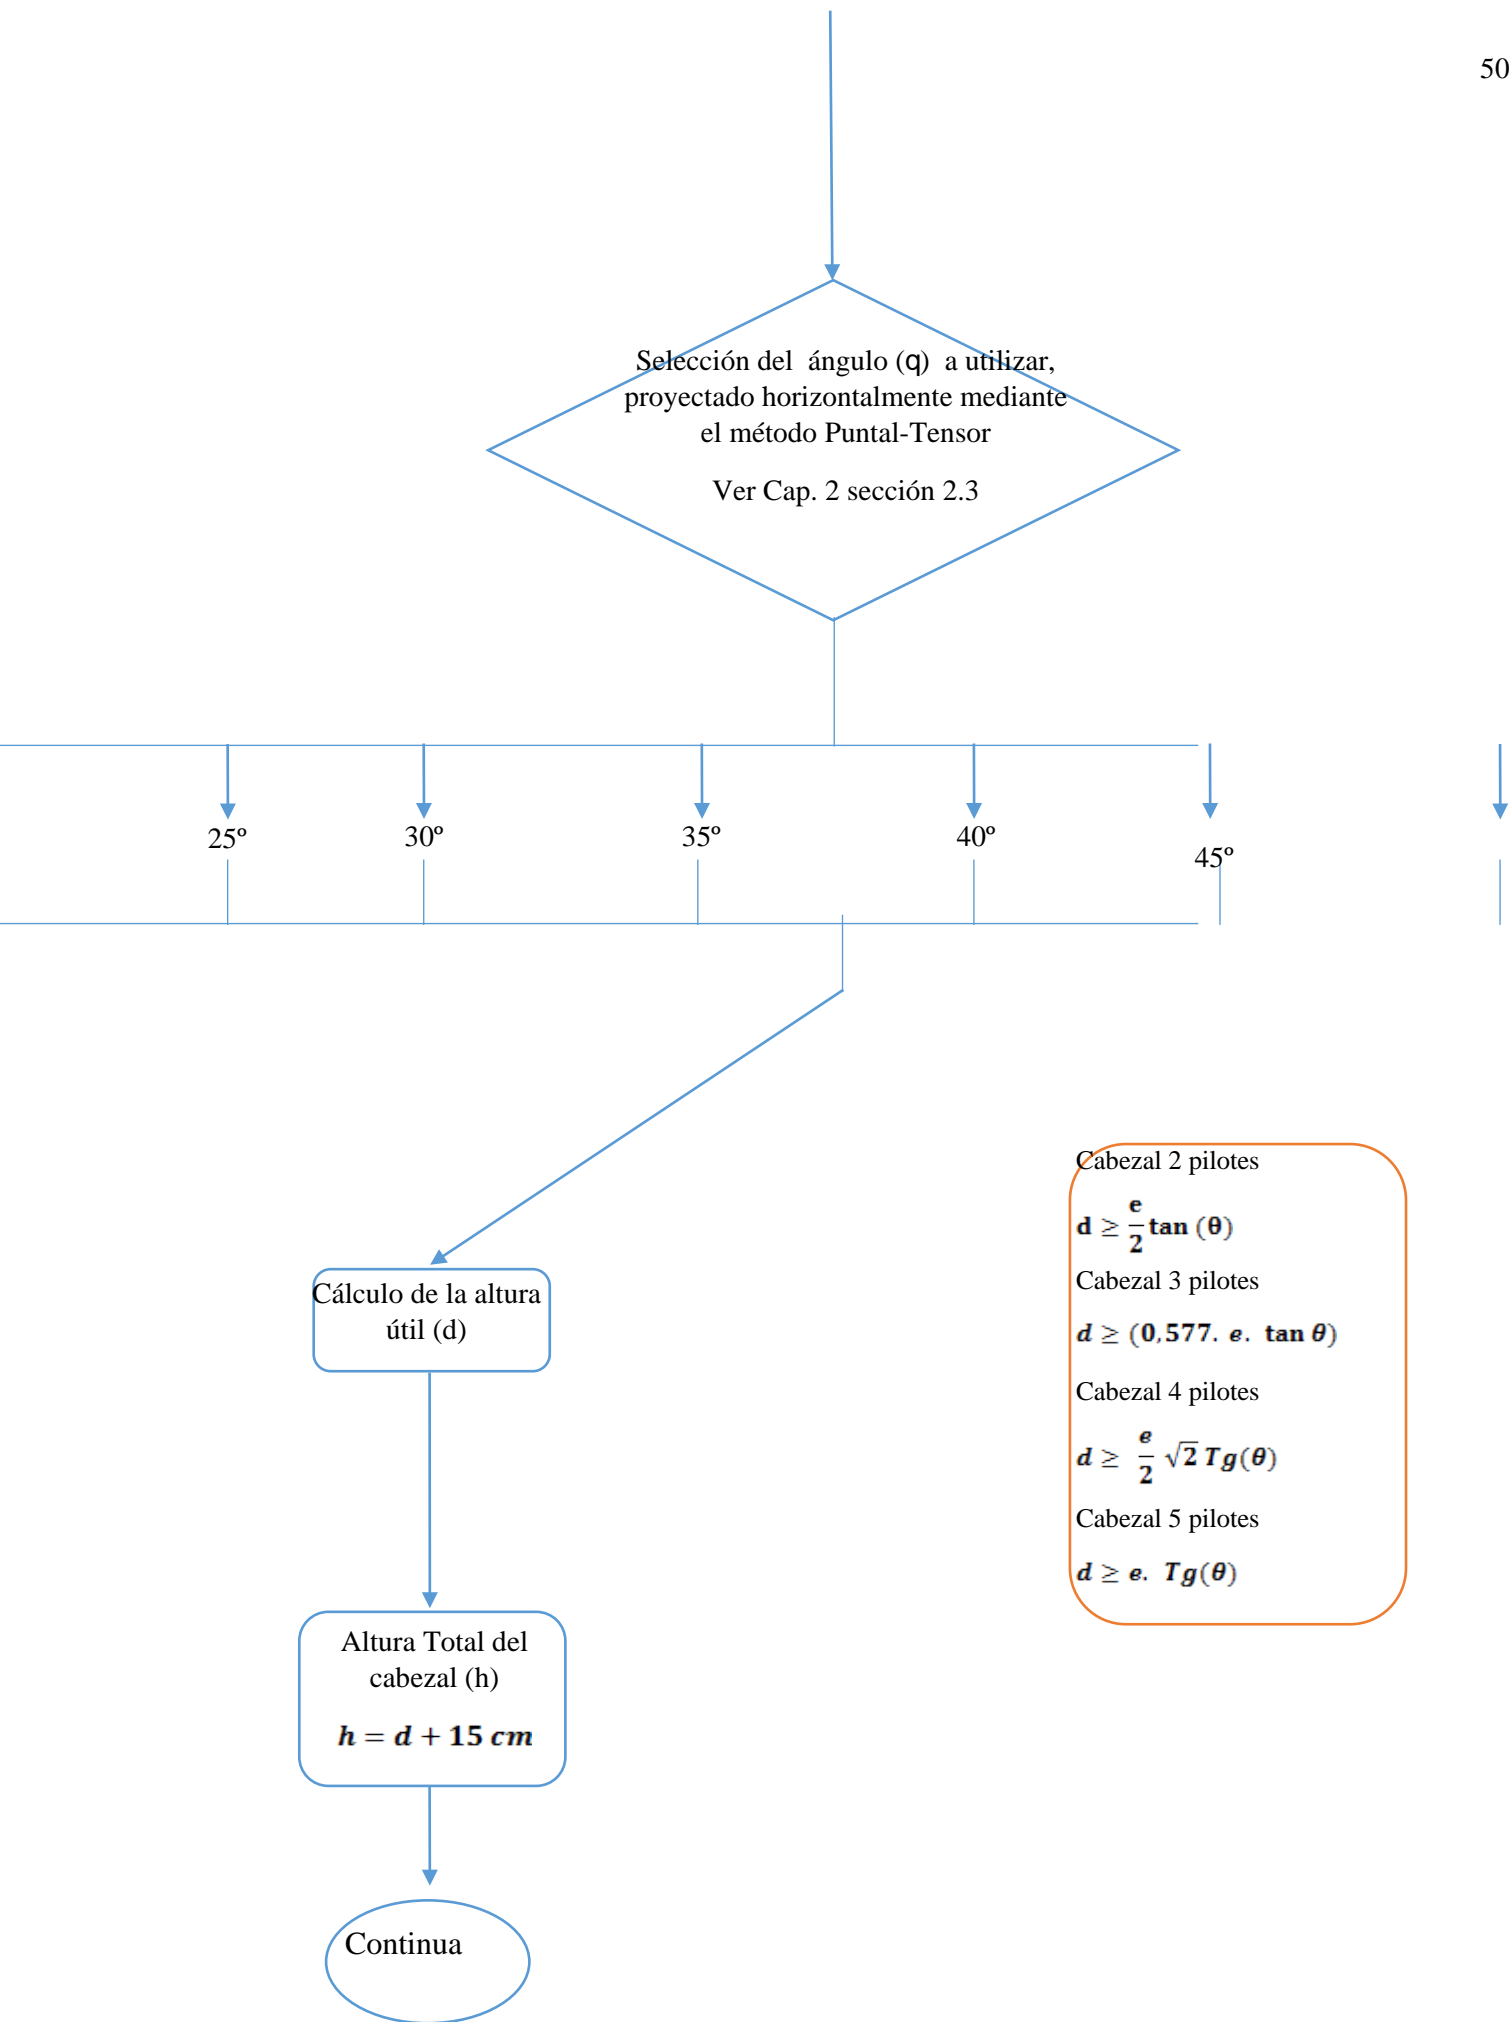 50
Selección del ángulo (q) a utilizar,
proyectado horizontalmente mediante
el método Puntal-Tensor
Ver Cap. 2 sección 2.3
25º
30º
35º
40º
45º
Cabezal 2 pilotes
d ≥ e/2 tan (θ)
Cabezal 3 pilotes
d ≥ (0,577. e. tan θ)
Cabezal 4 pilotes
d ≥ e/2 √2 Tg(θ)
Cabezal 5 pilotes
d ≥ e. Tg(θ)
Cálculo de la altura
útil (d)
Altura Total del
cabezal (h)
h = d + 15 cm
Continua